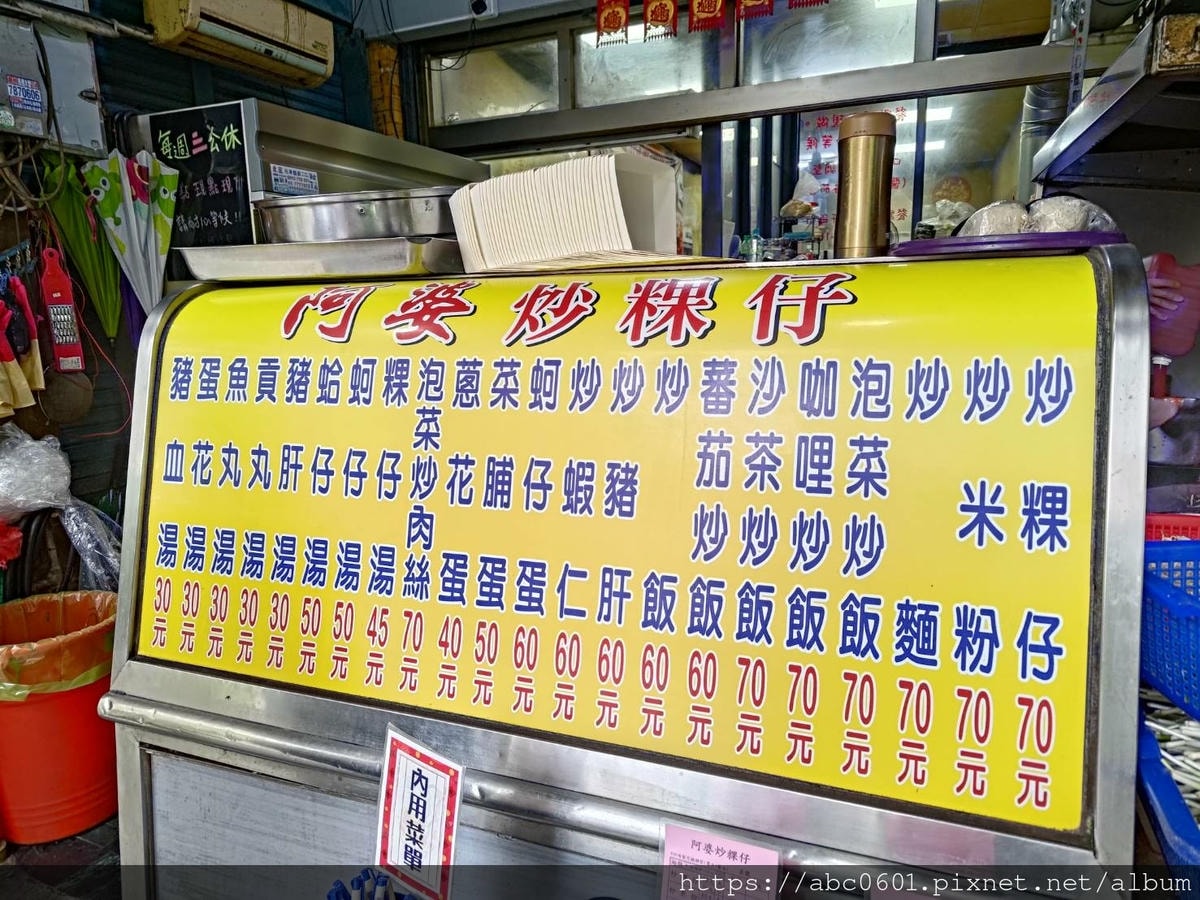 每週三公休
7870606
阿婆炒粿仔
炒粿仔70元
炒米粉70元
炒麵70元
泡菜炒飯70元
咖哩炒飯70元
沙茶炒飯70元
蕃茄炒飯60元
炒飯60元
炒豬肝60元
炒蝦仁60元
蚵仔蛋60元
菜脯蛋50元
蔥花蛋40元
泡菜炒肉絲70元
粿仔湯45元
蚵仔湯50元
蛤仔湯50元
豬肝湯30元
貢丸湯30元
魚丸湯30元
蛋花湯30元
豬血湯30元
內用菜單
阿婆炒粿仔
https://abc0601.pixnet.net/album